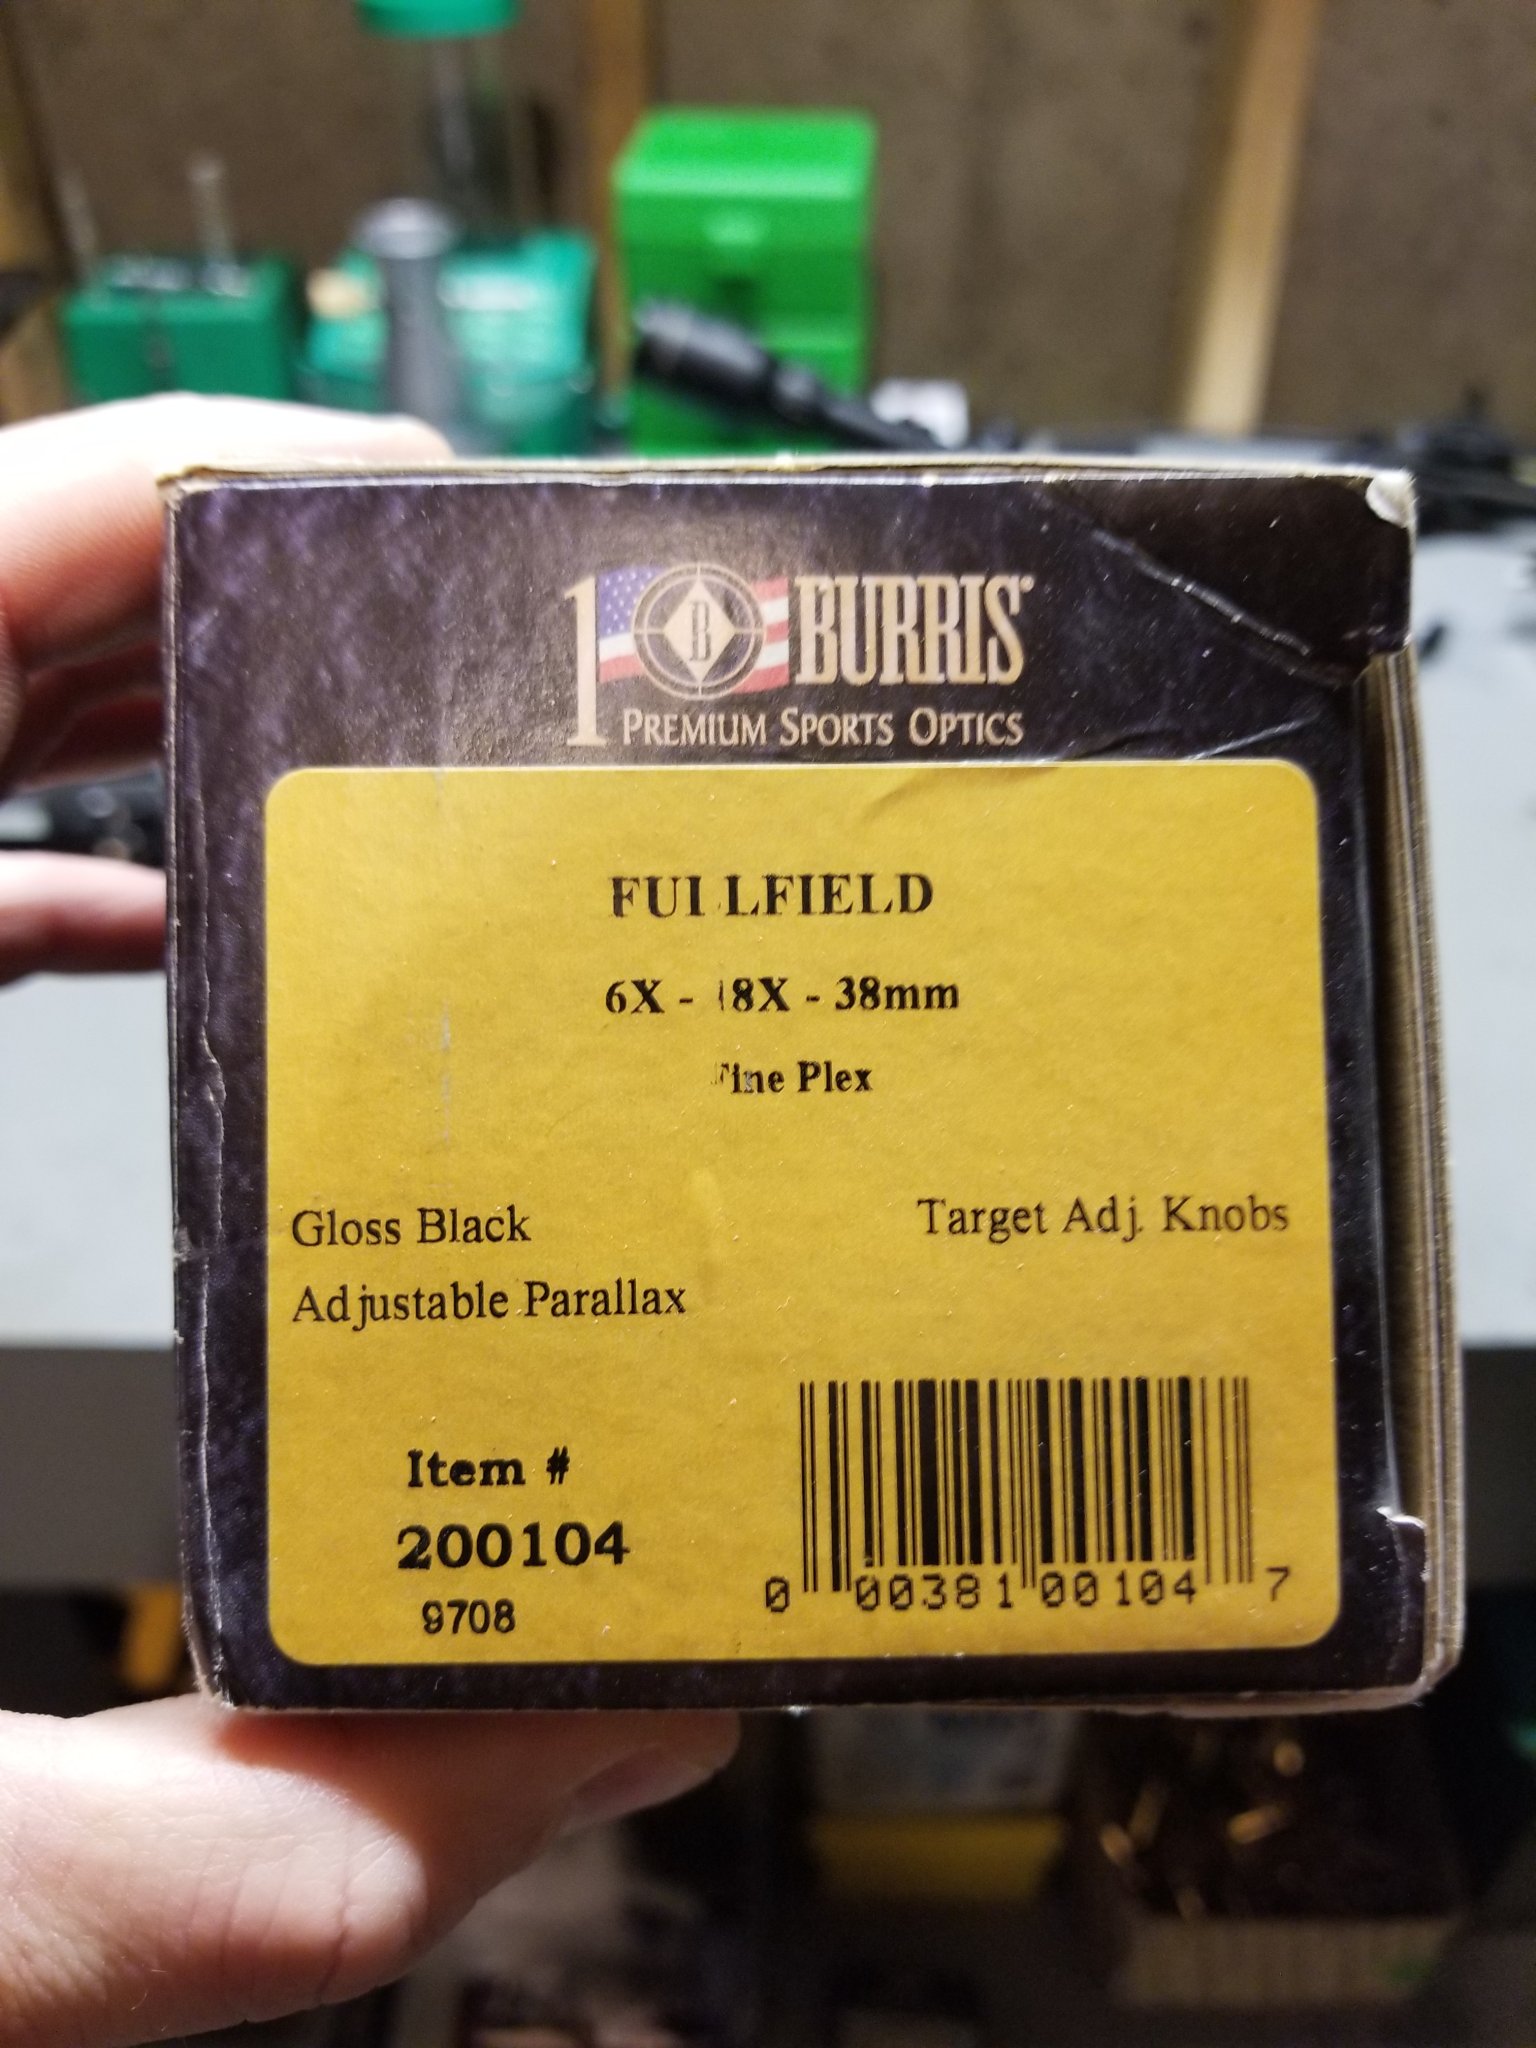 1 B BURRIS®
PREMIUM SPORTS OPTICS
FULLFIELD
6X - 18X - 38mm
Fine Plex
Gloss Black
Target Adj. Knobs
Adjustable Parallax
Item #
200104
9708
0 00381 00104 7